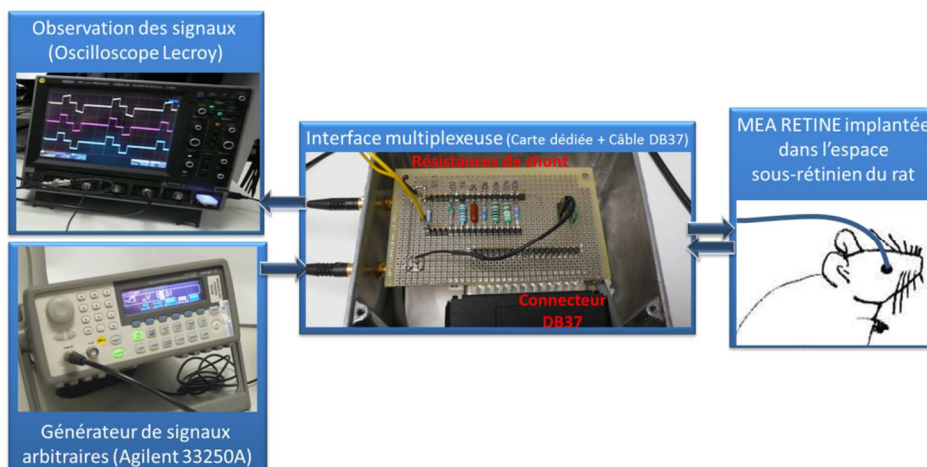 Observation des signaux
(Oscilloscope Lecroy)
Interface multiplexeuse (Carte dédiée + Câble DB37)
Résistances de shunt
Connecteur
DB37
MEA RETINE implantée
dans l'espace
sous-rétinien du rat
Générateur de signaux
arbitraires (Agilent 33250A)